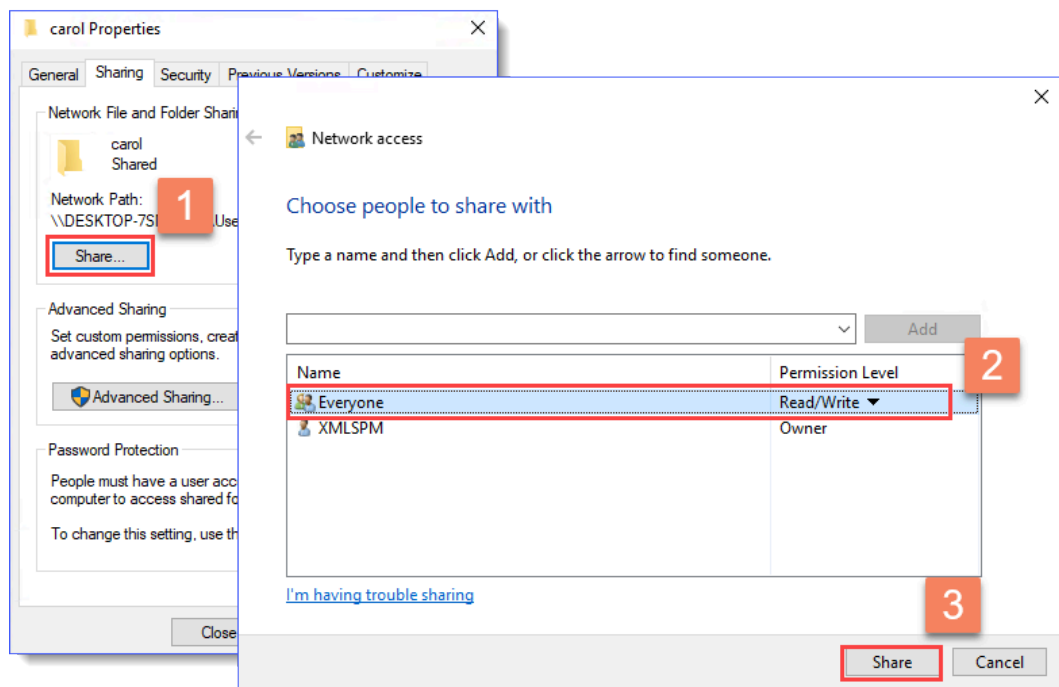 carol Properties
General Sharing Security Previous Versions Customize
Network File and Folder Sharin
carol
Shared
Network Path:
\\DESKTOP-7S .Use
1
Share...
Advanced Sharing
Set custom permissions, creat
advanced sharing options.
Advanced Sharing...
Password Protection
People must have a user acc
computer to access shared fo
To change this setting, use th
Close
Network access
Choose people to share with
Type a name and then click Add, or click the arrow to find someone.
Add
2
Name Permission Level
Everyone Read/Write
XMLSPM Owner
I'm having trouble sharing
3
Share Cancel